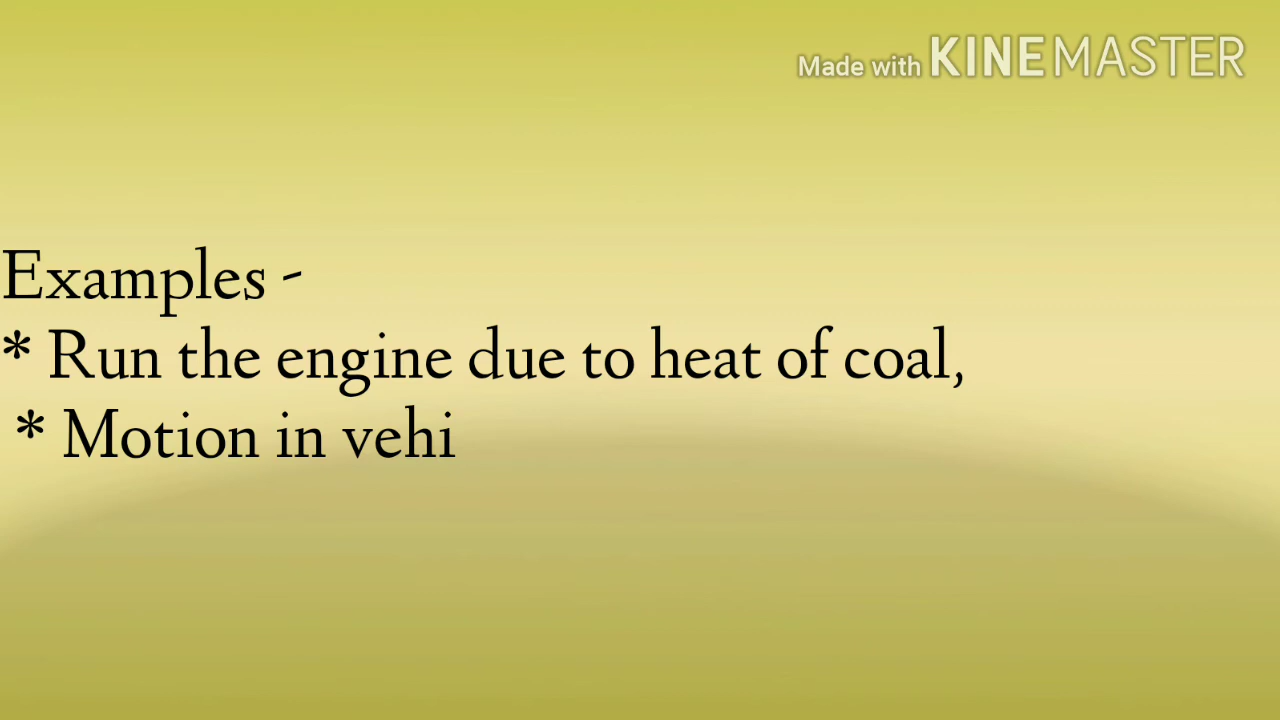 Made with KINEMASTER
Examples -
* Run the engine due to heat of coal,
* Motion in vehi